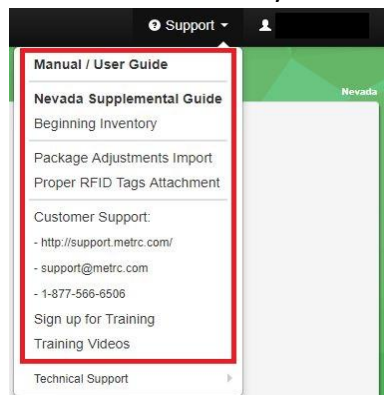 Support
Manual / User Guide
Nevada
Nevada Supplemental Guide
Beginning Inventory
Package Adjustments Import
Proper RFID Tags Attachment
Customer Support:
- http://support.metrc.com/
- support@metrc.com
- 1-877-566-6506
Sign up for Training
Training Videos
Technical Support